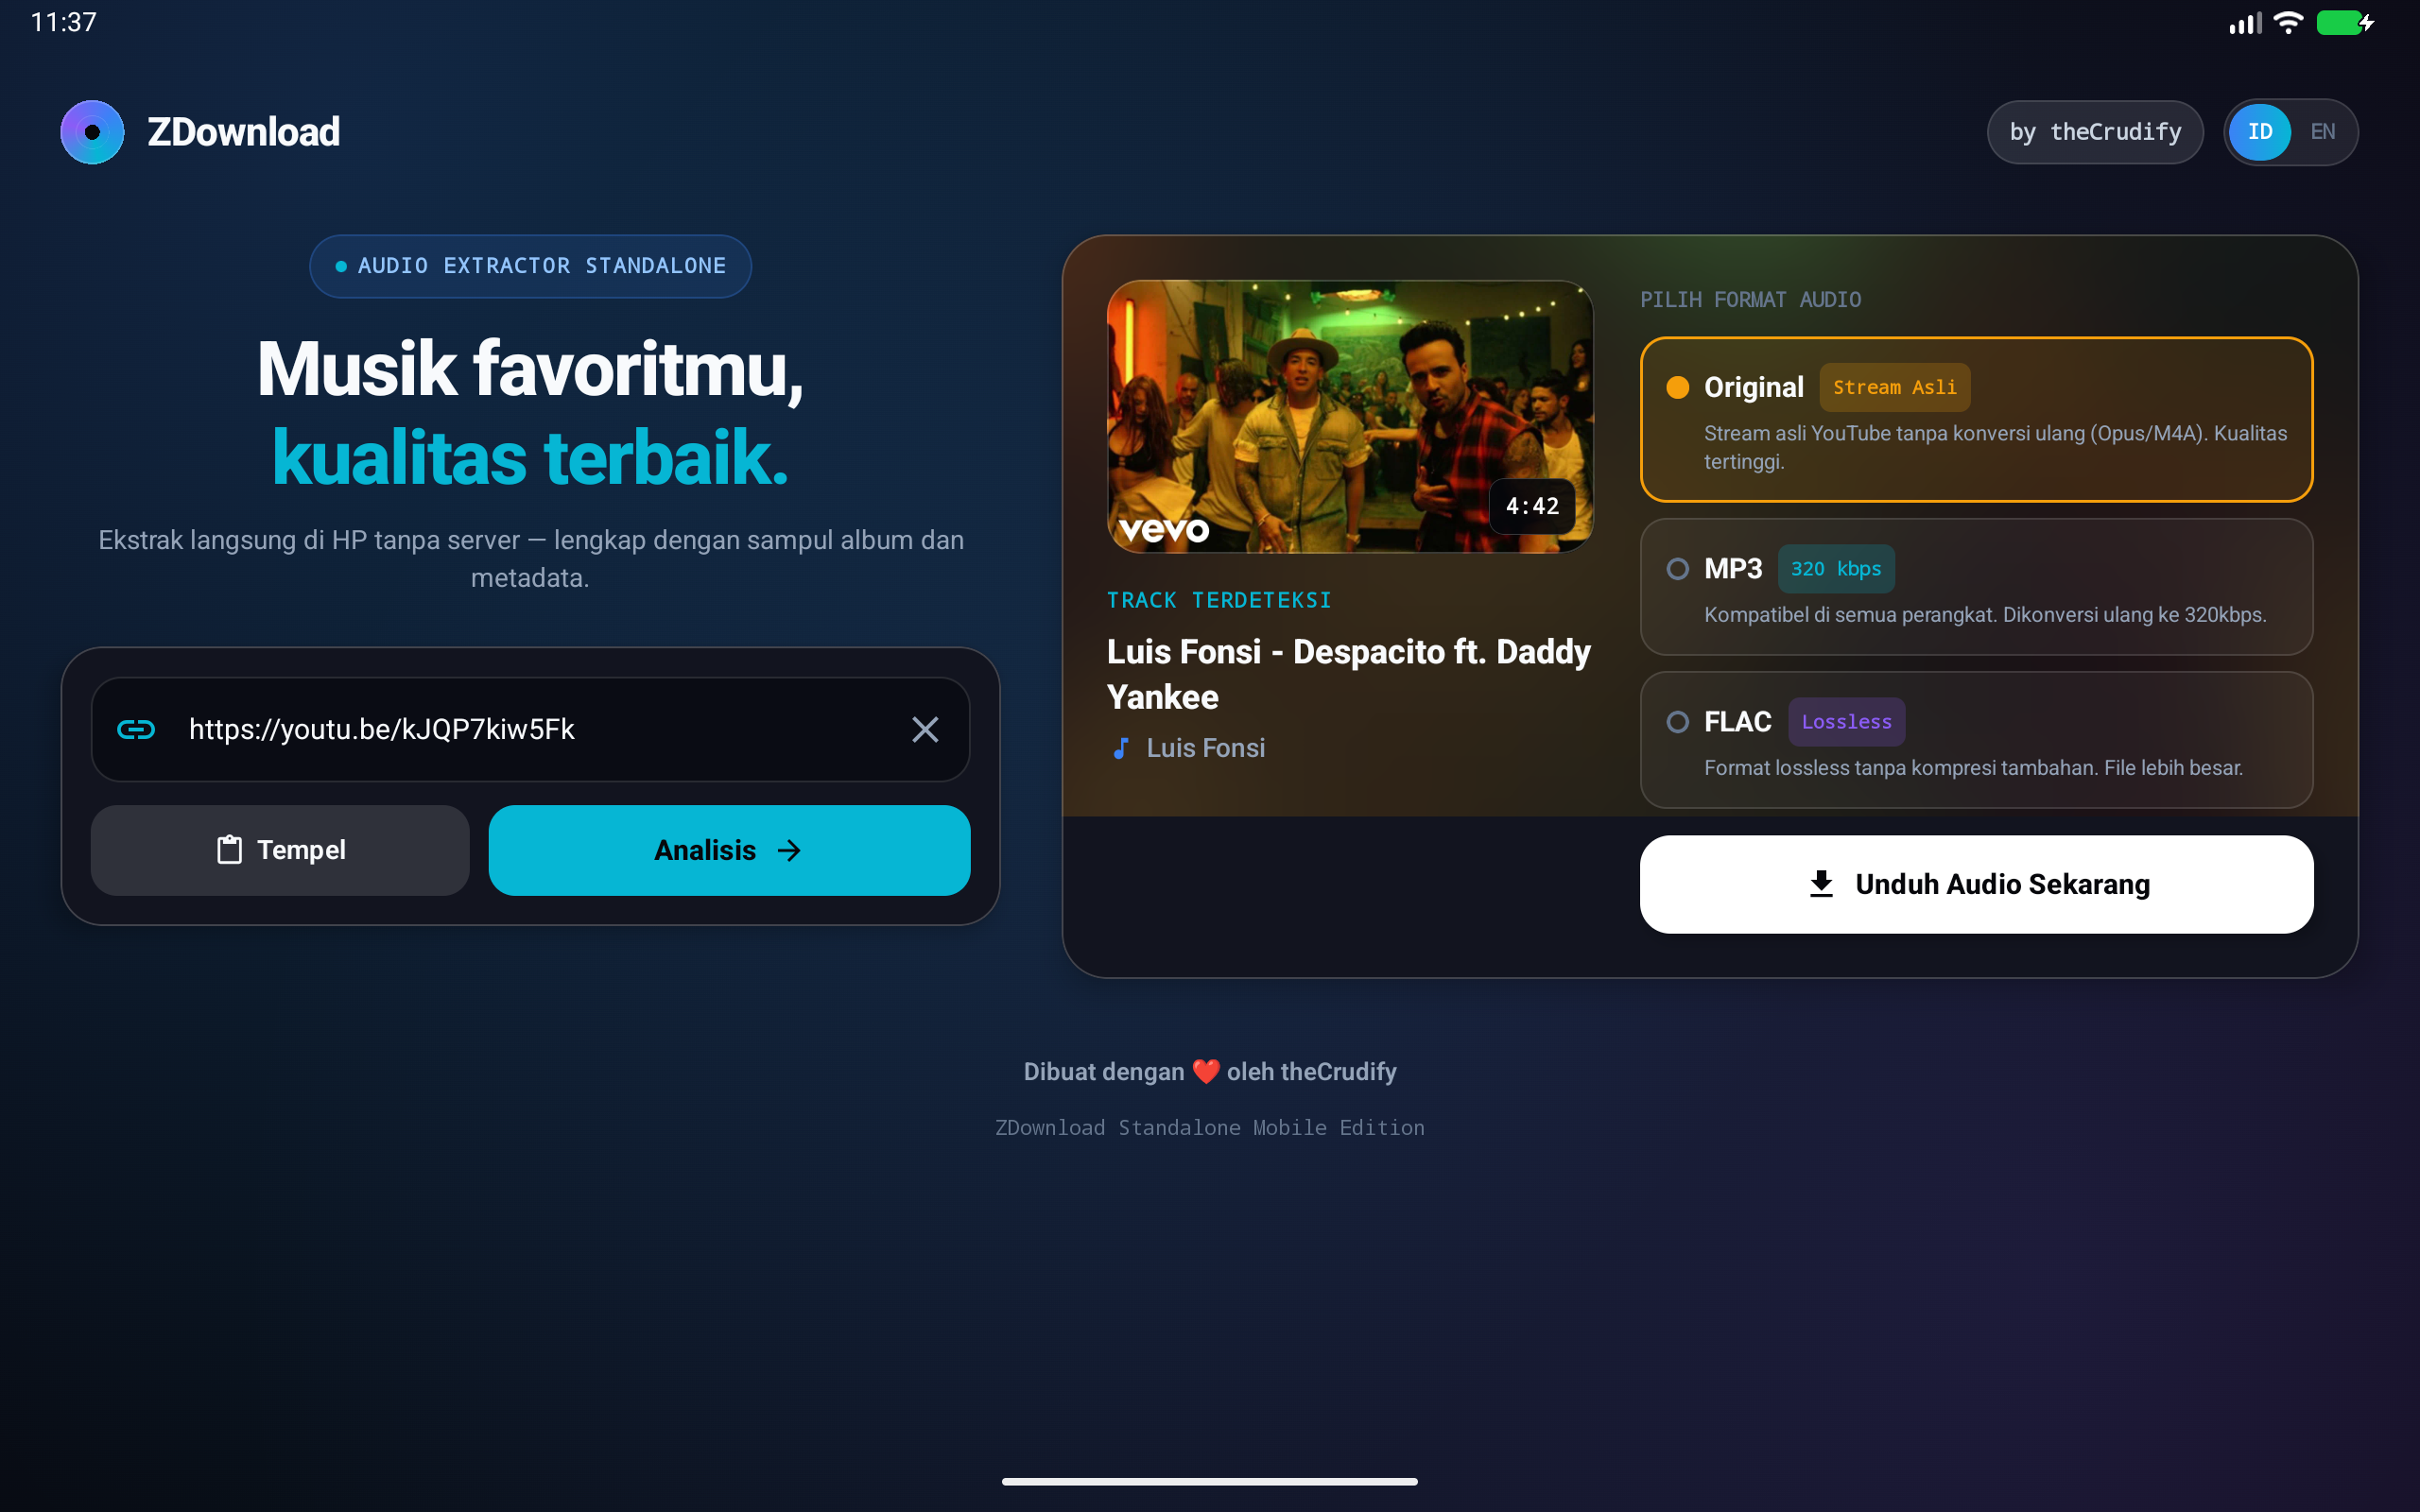 11:37
ZDownload
by theCrudify
ID
EN
AUDIO EXTRACTOR STANDALONE
Musik favoritmu,
kualitas terbaik.
Ekstrak langsung di HP tanpa server — lengkap dengan sampul album dan
metadata.
https://youtu.be/kJQP7kiw5Fk
Tempel
Analisis
vevo
4:42
TRACK TERDETEKSI
Luis Fonsi - Despacito ft. Daddy
Yankee
Luis Fonsi
PILIH FORMAT AUDIO
Original
Stream Asli
Stream asli YouTube tanpa konversi ulang (Opus/M4A). Kualitas
tertinggi.
MP3
320 kbps
Kompatibel di semua perangkat. Dikonversi ulang ke 320kbps.
FLAC
Lossless
Format lossless tanpa kompresi tambahan. File lebih besar.
Unduh Audio Sekarang
Dibuat dengan ❤️ oleh theCrudify
ZDownload Standalone Mobile Edition